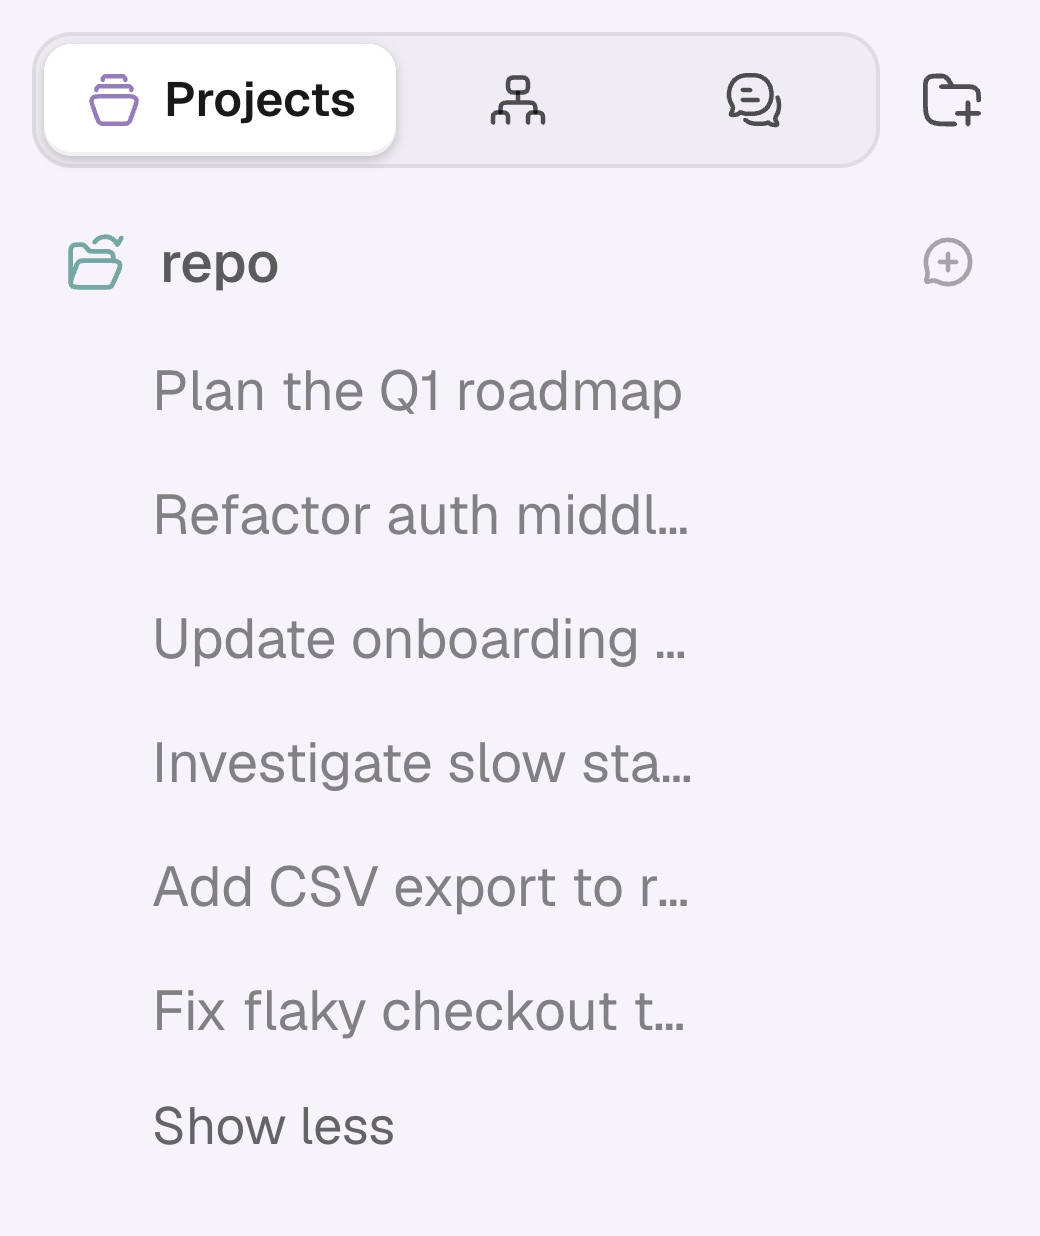 Projects
repo
Plan the Q1 roadmap
Refactor auth middl...
Update onboarding ...
Investigate slow sta...
Add CSV export to r...
Fix flaky checkout t...
Show less